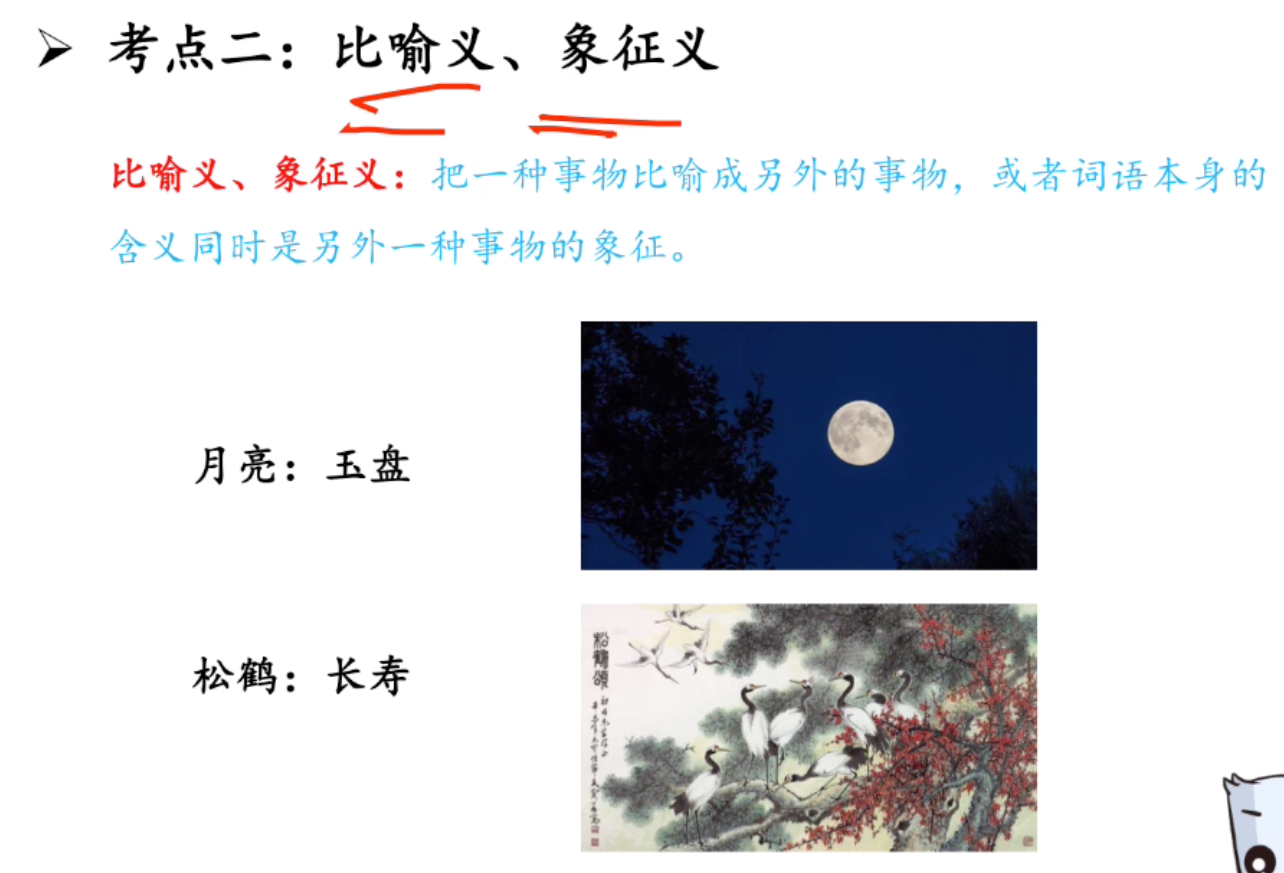 ➢ 考点二：比喻义、象征义
比喻义、象征义：把一种事物比喻成另外的事物，或者词语本身的
含义同时是另外一种事物的象征。
月亮：玉盘
松鹤：长寿
松鹤颂